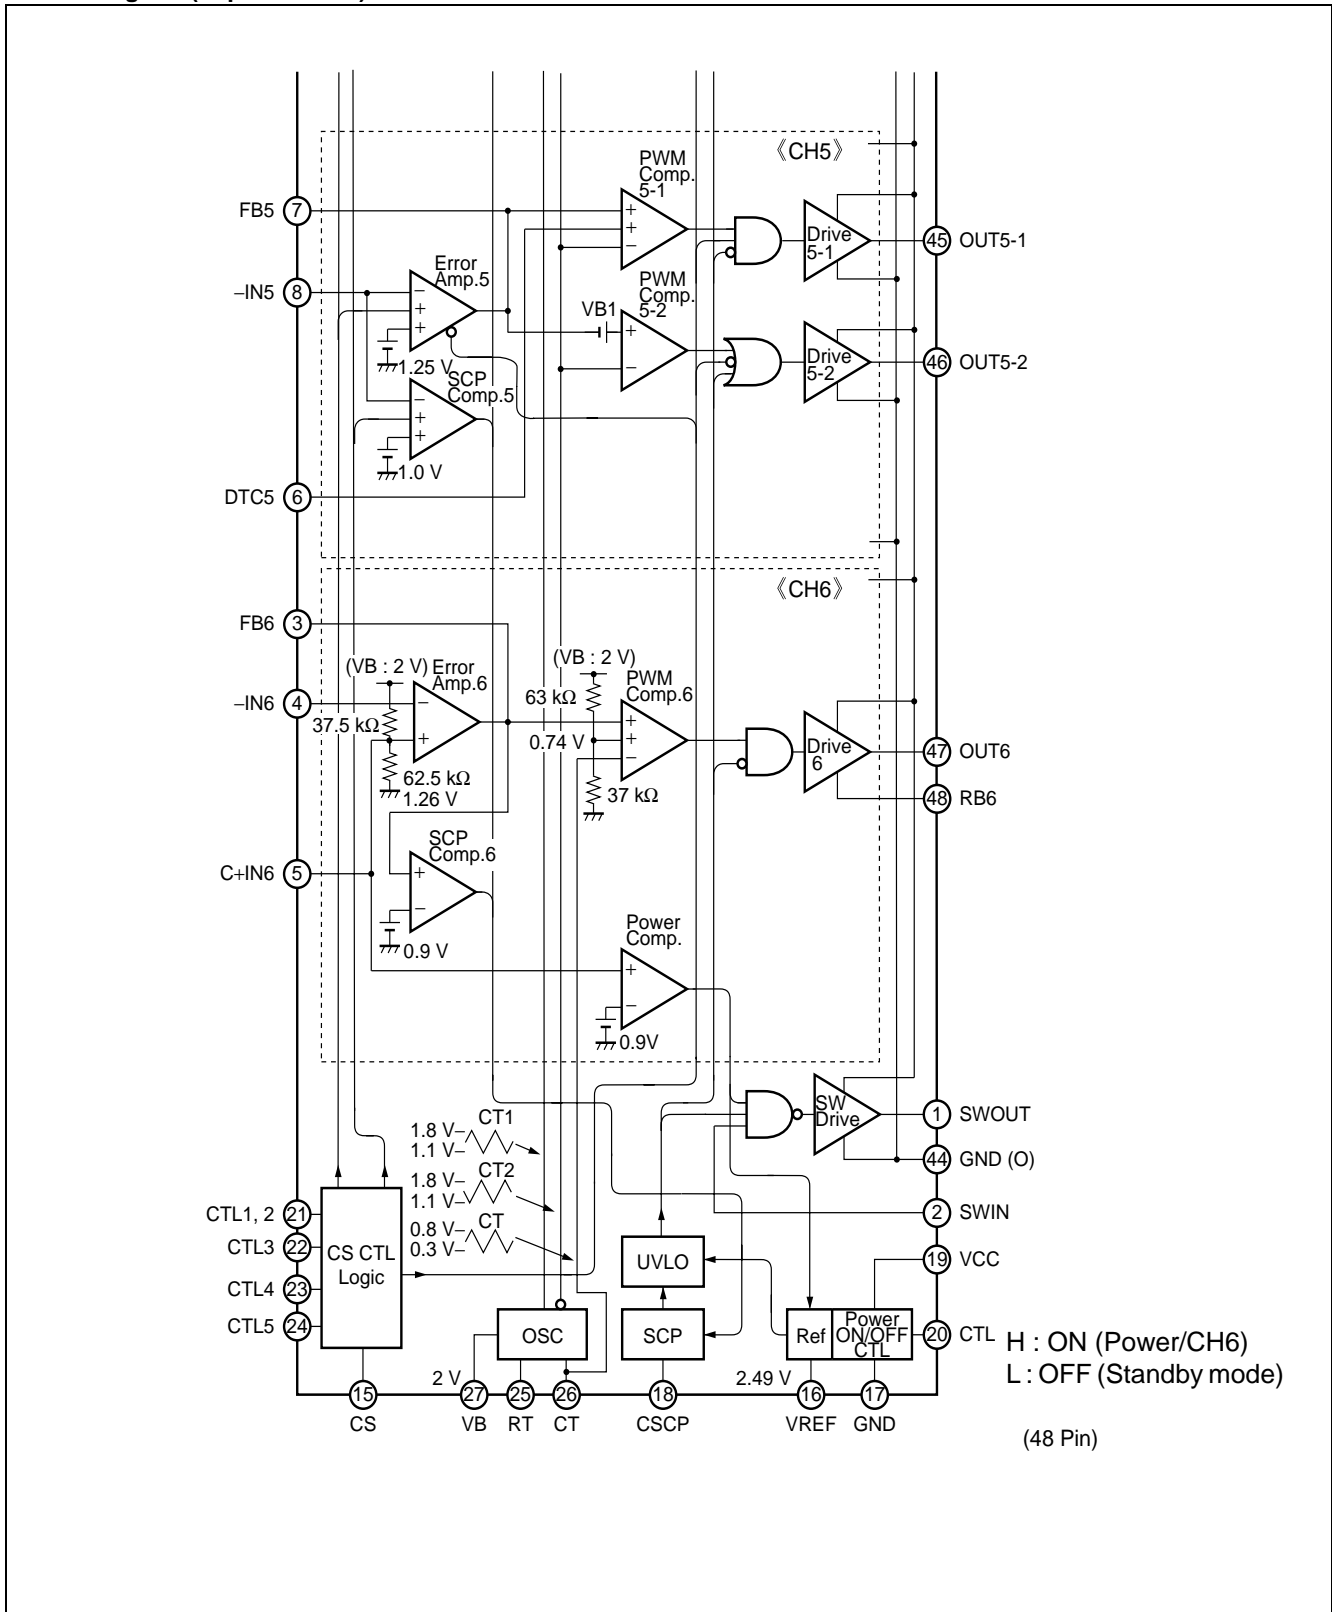 《CH5》
PWM
Comp.
5-1
FB5 7
+
+
−
Drive
5-1
45 OUT5-1
Error
Amp.5
−IN5 8
−
+
+
1.25 V
VB1
PWM
Comp.
5-2
+
−
Drive
5-2
46 OUT5-2
SCP
Comp.5
−
+
+
1.0 V
DTC5 6
《CH6》
FB6 3
(VB : 2 V)
Error
Amp.6
−IN6 4
37.5 kΩ
−
+
62.5 kΩ
1.26 V
(VB : 2 V)
63 kΩ
PWM
Comp.6
0.74 V
+
+
−
37 kΩ
Drive
6
47 OUT6
48 RB6
SCP
Comp.6
C+IN6 5
+
−
0.9 V
Power
Comp.
+
−
0.9V
SW
Drive
1 SWOUT
44 GND (O)
2 SWIN
19 VCC
20 CTL
H : ON (Power/CH6)
L : OFF (Standby mode)
1.8 V
1.1 V
CT1
1.8 V
1.1 V
CT2
0.8 V
0.3 V
CT
CTL1, 2 21
CTL3 22
CTL4 23
CTL5 24
CS CTL
Logic
UVLO
OSC
SCP
Ref
Power
ON/OFF
CTL
2 V
2.49 V
15 27 25 26 18 16 17
CS VB RT CT CSCP VREF GND
(48 Pin)